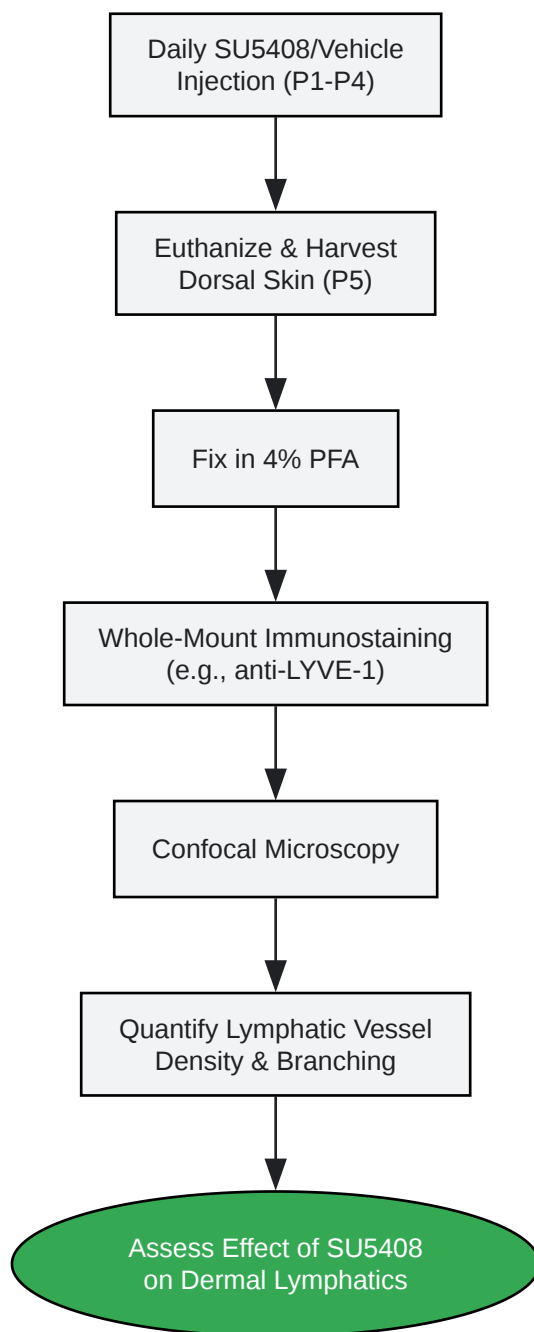 Daily SU5408/Vehicle
Injection (P1-P4)
Euthanize & Harvest
Dorsal Skin (P5)
Fix in 4% PFA
Whole-Mount Immunostaining
(e.g., anti-LYVE-1)
Confocal Microscopy
Quantify Lymphatic Vessel
Density & Branching
Assess Effect of SU5408
on Dermal Lymphatics